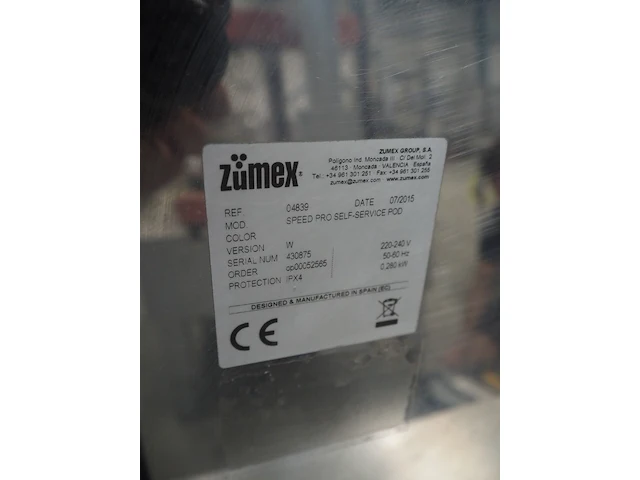 zümex®
ZUMEX GROUP, S.A.
Polígono Ind. Moncada III · C/ Del Molí, 2
46113 - Moncada · VALENCIA · España
Tel.: +34 961 301 251 · Fax +34 961 301 255
zumex@zumex.com · www.zumex.com
REF. 04839 DATE 07/2015
MOD. SPEED PRO SELF-SERVICE POD
COLOR
VERSION W 220-240 V
SERIAL NUM 430875 50-60 Hz
ORDER op00052565 0,280 kW
PROTECTION IPX4
DESIGNED & MANUFACTURED IN SPAIN (EC)
CE